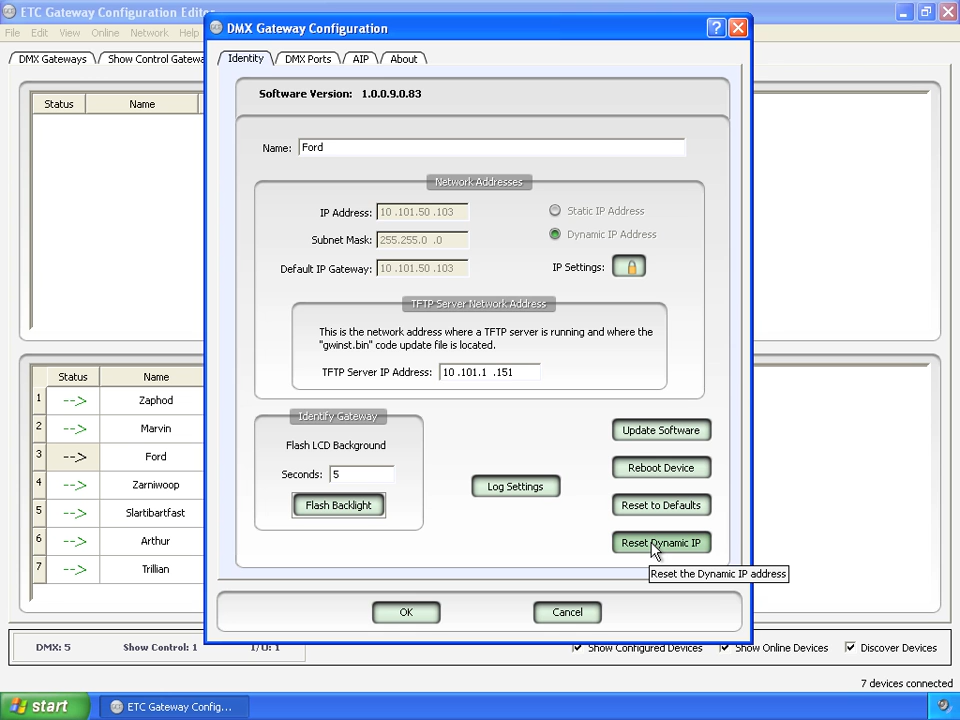 ETC Gateway Configuration Edito
File Edit View Online Network Help
DMX Gateways
Show Control Gatewa
Status Name
Status Name
1 --> Zaphod
2 --> Marvin
3 --> Ford
4 --> Zarniwoop
5 --> Slartibartfast
6 --> Arthur
7 --> Trillian
DMX Gateway Configuration
Identity DMX Ports AIP About
Software Version: 1.0.0.9.0.83
Name: Ford
Network Addresses
IP Address: 10 .101.50 .103
Static IP Address
Subnet Mask: 255.255.0 .0
Dynamic IP Address
Default IP Gateway: 10 .101.50 .103
IP Settings:
TFTP Server Network Address
This is the network address where a TFTP server is running and where the
"gwinst.bin" code update file is located.
TFTP Server IP Address: 10 .101.1 .151
Identify Gateway
Flash LCD Background
Seconds: 5
Flash Backlight
Log Settings
Update Software
Reboot Device
Reset to Defaults
Reset Dynamic IP
Reset the Dynamic IP address
OK Cancel
DMX: 5 Show Control: 1 I/O: 1
Show Configured Devices Show Online Devices Discover Devices
7 devices connected
start
ETC Gateway Config...